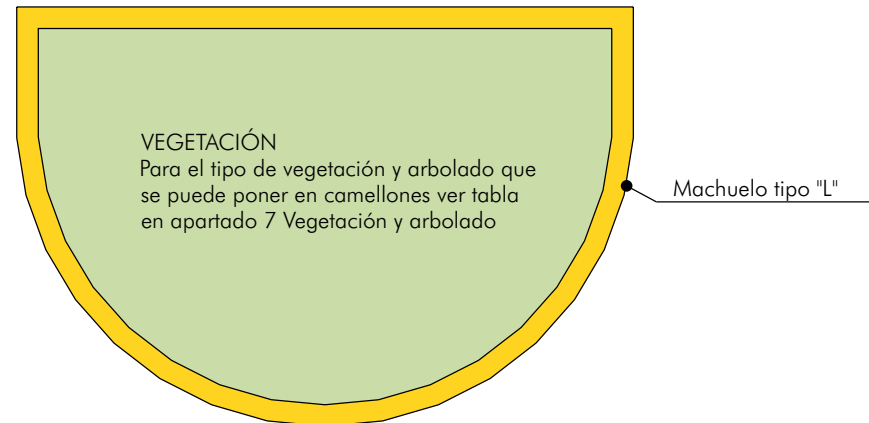 VEGETACIÓN
Para el tipo de vegetación y arbolado que
se puede poner en camellones ver tabla
en apartado 7 Vegetación y arbolado
Machuelo tipo "L"